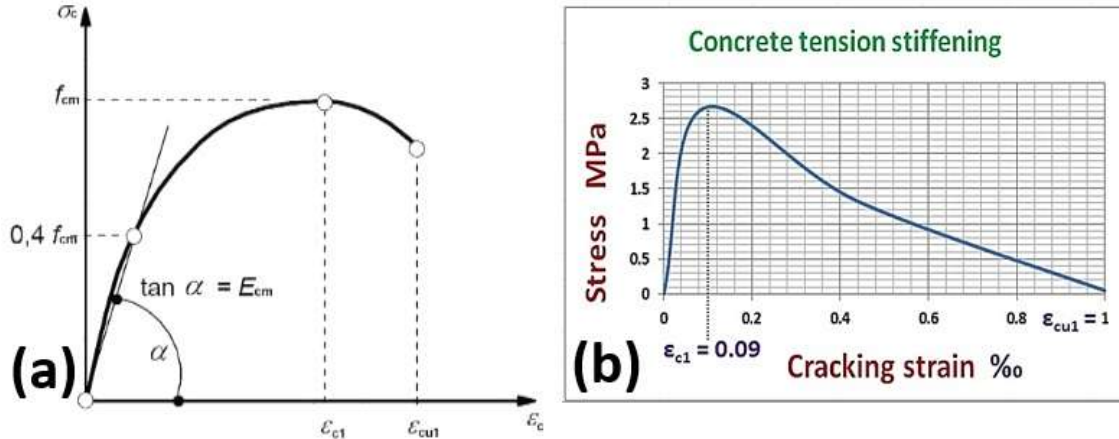 σc
fcm
0,4 fcm
tan α = Ecm
α
εc1
εcu1
εc
(a)
Concrete tension stiffening
Stress MPa
3
2.5
2
1.5
1
0.5
0
0
0.2
0.4
0.6
0.8
1
εcu1 = 1
εc1 = 0.09
Cracking strain ‰
(b)